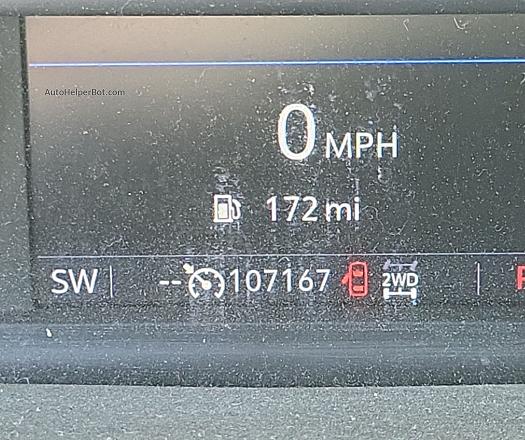 AutoHelperBot.com
0 MPH
172 mi
SW -- 107167 2WD